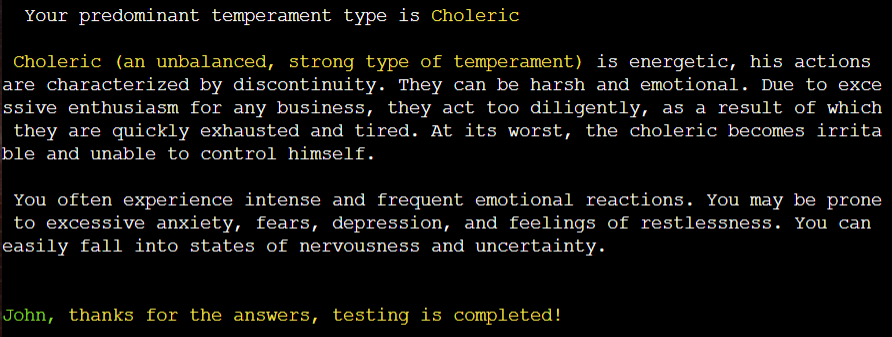 Your predominant temperament type is Choleric
Choleric (an unbalanced, strong type of temperament) is energetic, his actions
are characterized by discontinuity. They can be harsh and emotional. Due to exce
ssive enthusiasm for any business, they act too diligently, as a result of which
they are quickly exhausted and tired. At its worst, the choleric becomes irrita
ble and unable to control himself.
You often experience intense and frequent emotional reactions. You may be prone
to excessive anxiety, fears, depression, and feelings of restlessness. You can
easily fall into states of nervousness and uncertainty.
John, thanks for the answers, testing is completed!